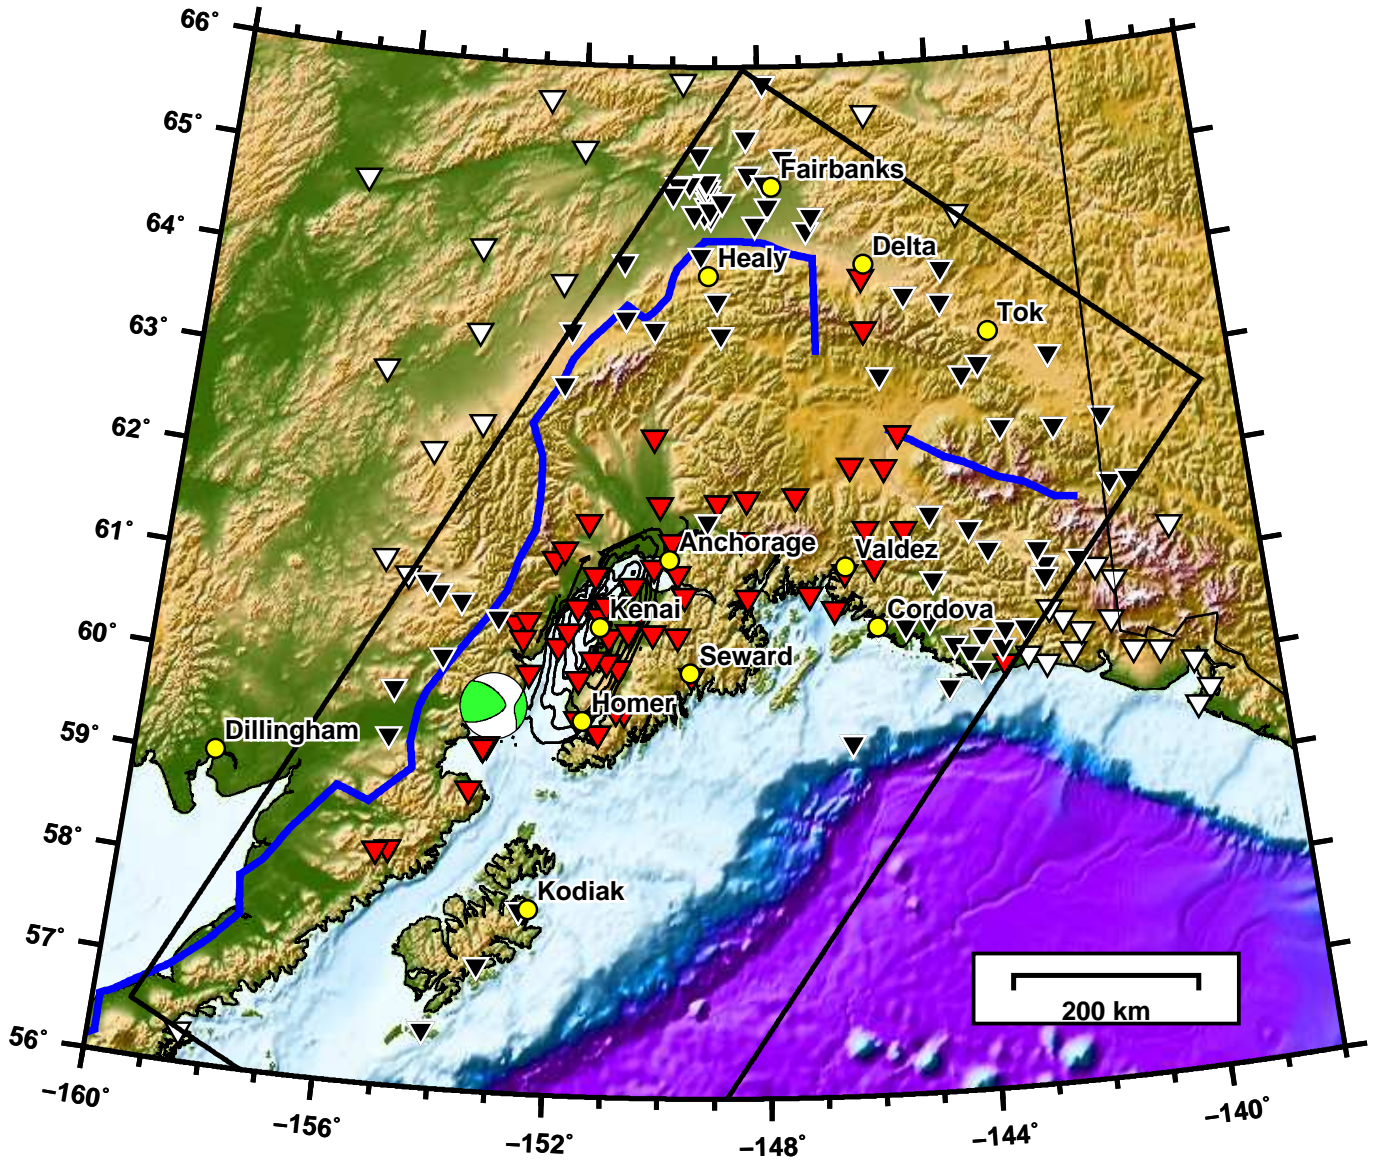 66°
65°
64°
63°
62°
61°
60°
59°
58°
57°
56°
Fairbanks
Delta
Healy
Tok
Anchorage
Valdez
Kenai
Cordova
Seward
Homer
Dillingham
Kodiak
200 km
−160°
−156°
−152°
−148°
−144°
−140°